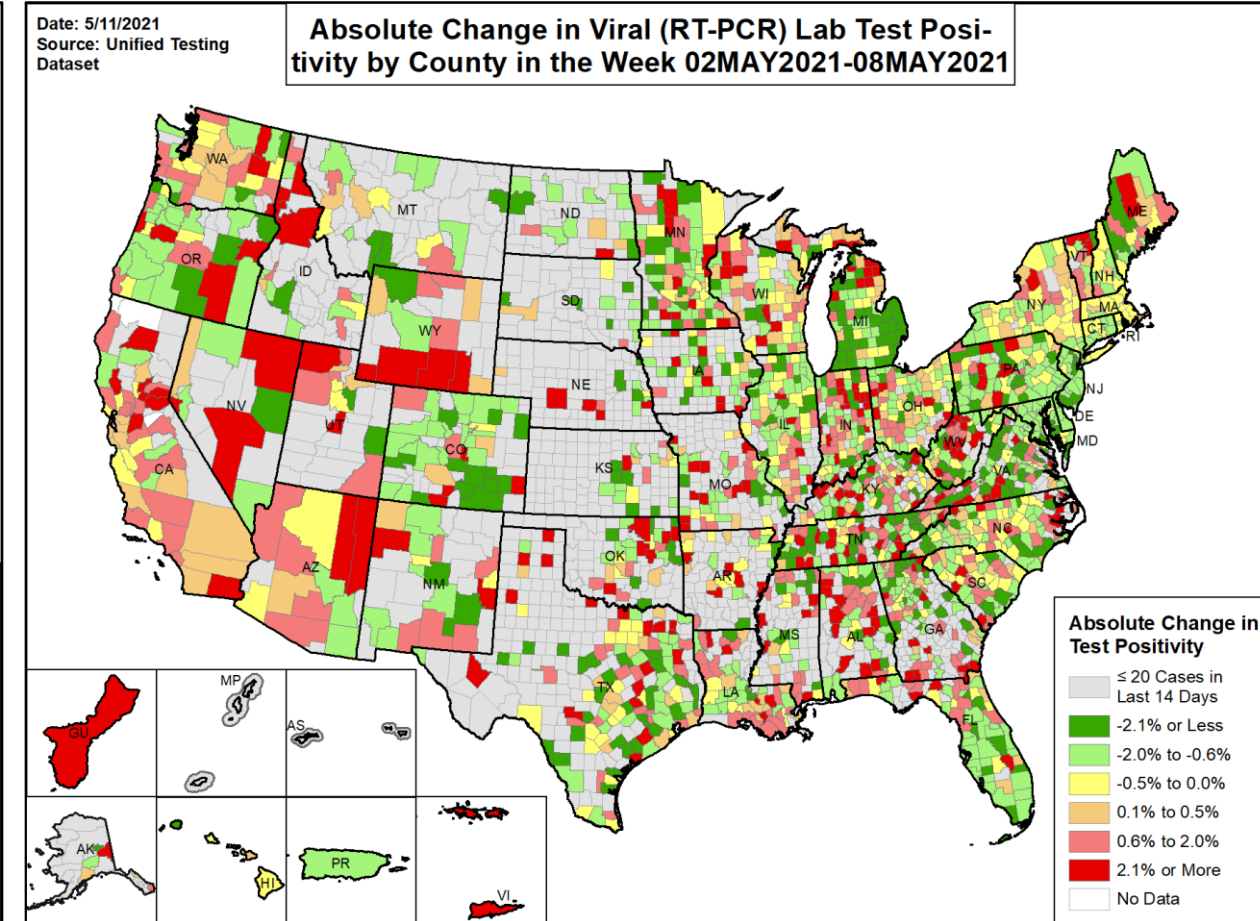 Date: 5/11/2021
Source: Unified Testing
Dataset
Absolute Change in Viral (RT-PCR) Lab Test Posi-
tivity by County in the Week 02MAY2021-08MAY2021
WA
MT
ND
MN
ME
OR
ID
SD
WI
VT
NH
NY
MA
WY
MI
CT
RI
NV
UT
NE
IA
PA
NJ
CA
CO
IL
IN
OH
DE
MD
WV
VA
KS
MO
KY
AZ
NM
OK
AR
TN
NC
SC
MS
AL
GA
TX
LA
FL
GU
MP
AS
AK
HI
PR
VI
Absolute Change in
Test Positivity
≤ 20 Cases in
Last 14 Days
-2.1% or Less
-2.0% to -0.6%
-0.5% to 0.0%
0.1% to 0.5%
0.6% to 2.0%
2.1% or More
No Data